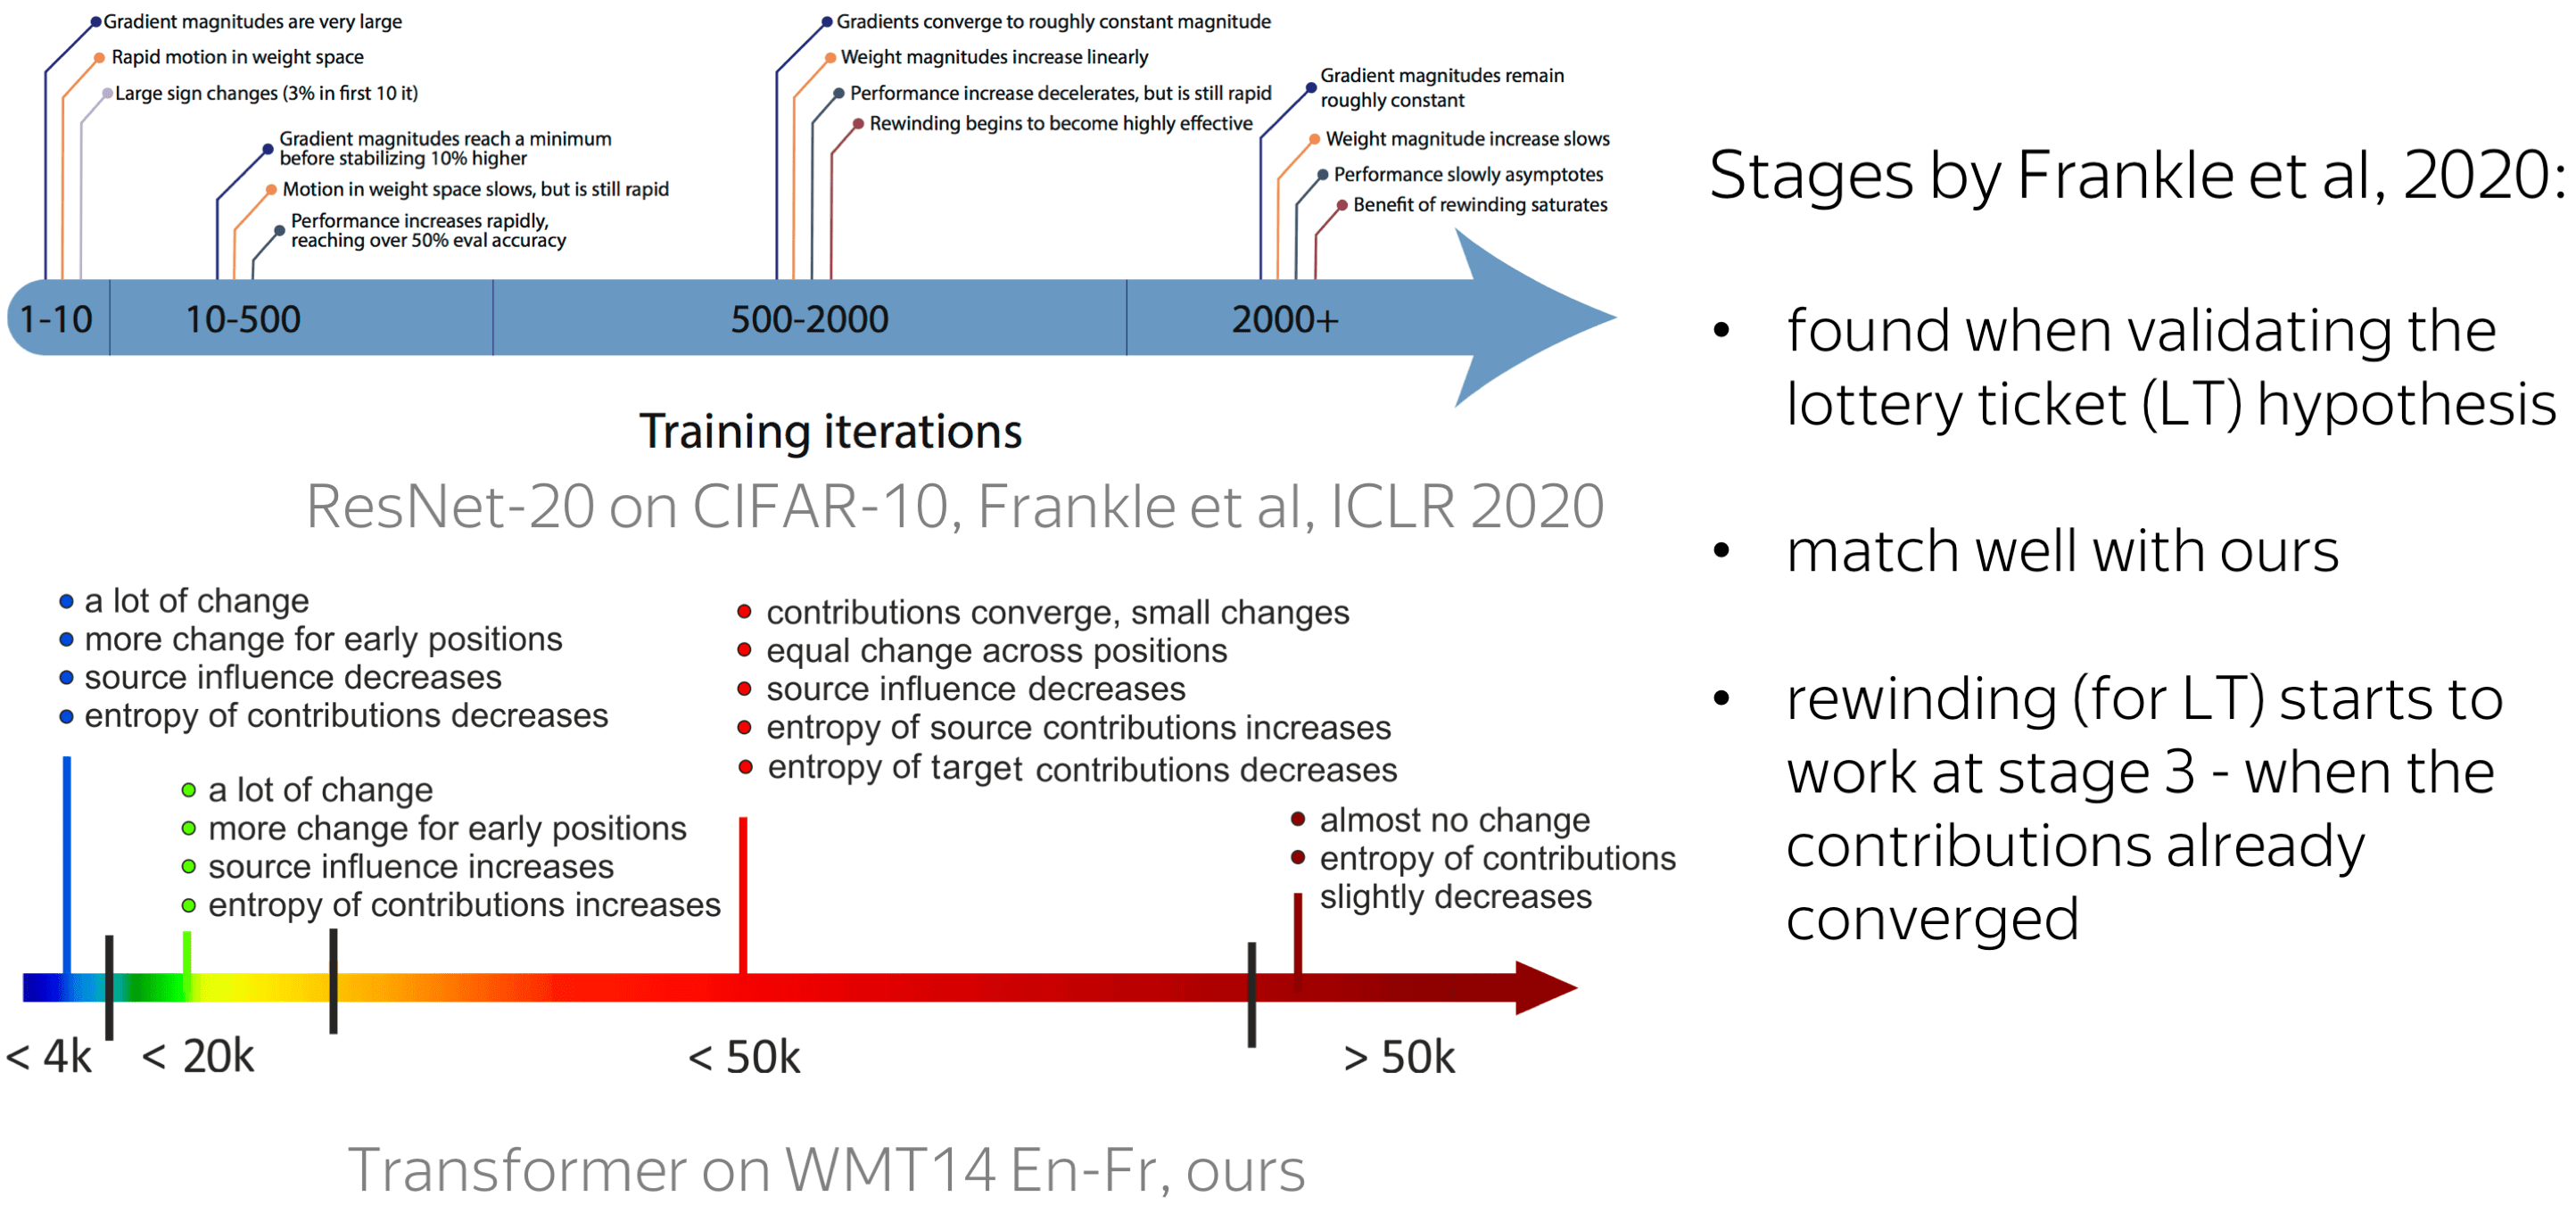 Gradient magnitudes are very large
Rapid motion in weight space
Large sign changes (3% in first 10 it)
Gradient magnitudes reach a minimum
before stabilizing 10% higher
Motion in weight space slows, but is still rapid
Performance increases rapidly,
reaching over 50% eval accuracy
Gradients converge to roughly constant magnitude
Weight magnitudes increase linearly
Performance increase decelerates, but is still rapid
Rewinding begins to become highly effective
Gradient magnitudes remain
roughly constant
Weight magnitude increase slows
Performance slowly asymptotes
Benefit of rewinding saturates
1-10
10-500
500-2000
2000+
Training iterations
ResNet-20 on CIFAR-10, Frankle et al, ICLR 2020
a lot of change
more change for early positions
source influence decreases
entropy of contributions decreases
a lot of change
more change for early positions
source influence increases
entropy of contributions increases
contributions converge, small changes
equal change across positions
source influence decreases
entropy of source contributions increases
entropy of target contributions decreases
almost no change
entropy of contributions
slightly decreases
< 4k
< 20k
< 50k
> 50k
Transformer on WMT14 En-Fr, ours
Stages by Frankle et al, 2020:
• found when validating the
lottery ticket (LT) hypothesis
• match well with ours
• rewinding (for LT) starts to
work at stage 3 - when the
contributions already
converged